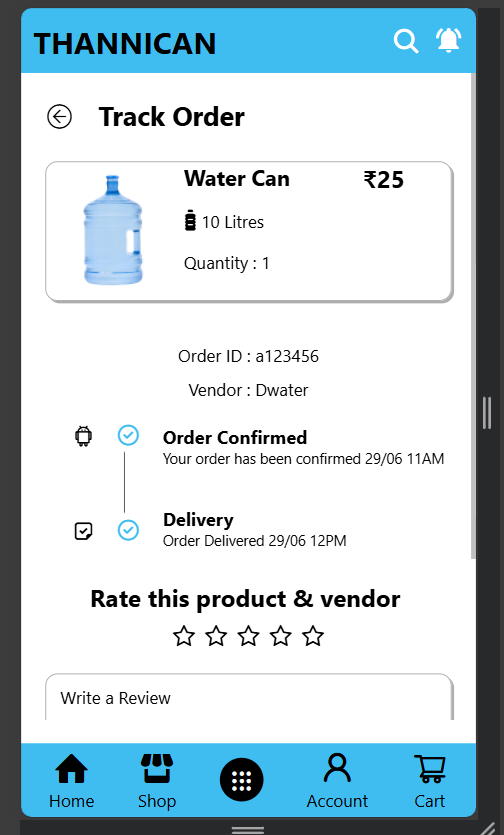 THANNICAN
Track Order
Water Can ₹25
10 Litres
Quantity : 1
Order ID : a123456
Vendor : Dwater
Order Confirmed
Your order has been confirmed 29/06 11AM
Delivery
Order Delivered 29/06 12PM
Rate this product & vendor
Write a Review
Home Shop Account Cart